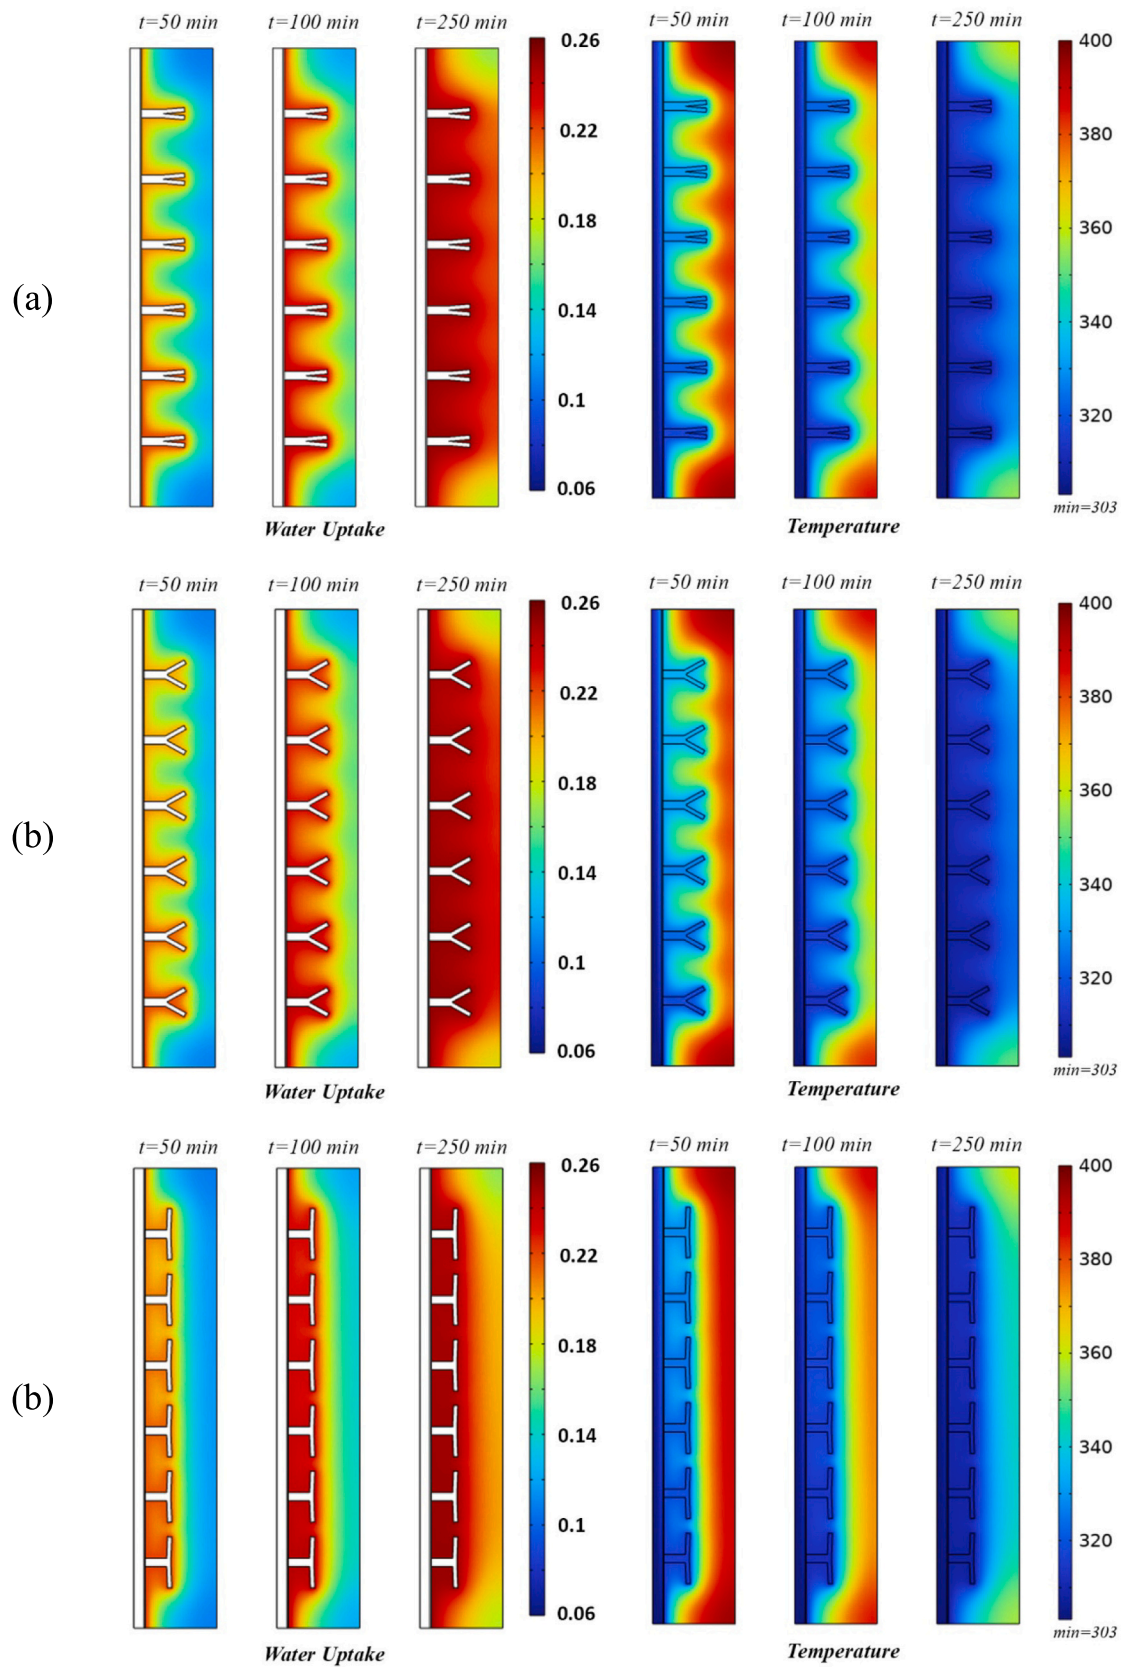 t=50 min t=100 min t=250 min t=50 min t=100 min t=250 min
0.26 400
0.22 380
0.18 360
(a)
0.14 340
0.1 320
0.06 min=303
Water Uptake Temperature
t=50 min t=100 min t=250 min t=50 min t=100 min t=250 min
0.26 400
0.22 380
0.18 360
(b)
0.14 340
0.1 320
0.06 min=303
Water Uptake Temperature
t=50 min t=100 min t=250 min t=50 min t=100 min t=250 min
0.26 400
0.22 380
0.18 360
(b)
0.14 340
0.1 320
0.06 min=303
Water Uptake Temperature